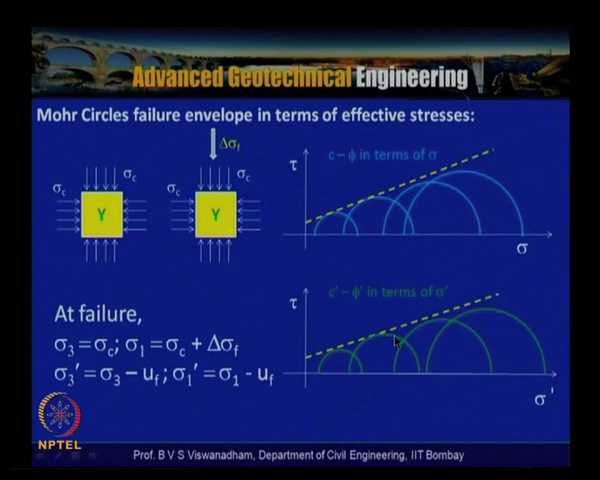 Advanced Geotechnical Engineering
Mohr Circles failure envelope in terms of effective stresses:
Δσf
σc σc σc σc
Y Y
τ
c – ϕ in terms of σ
σ
At failure,
σ3 = σc; σ1 = σc + Δσf
σ3′ = σ3 – uf ; σ1′ = σ1 - uf
τ
c' – ϕ' in terms of σ'
σ'
NPTEL
Prof. B V S Viswanadham, Department of Civil Engineering, IIT Bombay